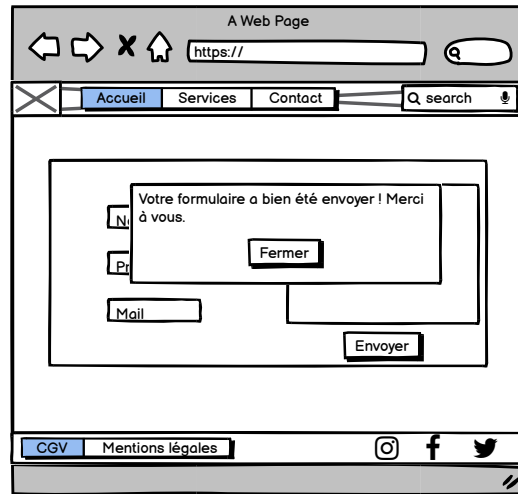 A Web Page
https://
Accueil Services Contact search
Votre formulaire a bien été envoyer ! Merci
à vous.
Fermer
Mail
Envoyer
CGV Mentions légales